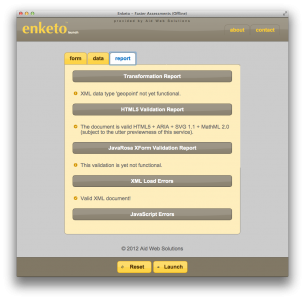 Enketo - Faster Assessments (Offline)
provided by Aid Web Solutions
enketo
about
contact
form
data
report
Transformation Report
XML data type 'geopoint' not yet functional.
HTML5 Validation Report
The document is valid HTML5 + ARIA + SVG 1.1 + MathML 2.0
(subject to the utter previewness of this service).
JavaRosa XForm Validation Report
This validation is yet not functional.
XML Load Errors
Valid XML document!
JavaScript Errors
© 2012 Aid Web Solutions
Reset
Launch